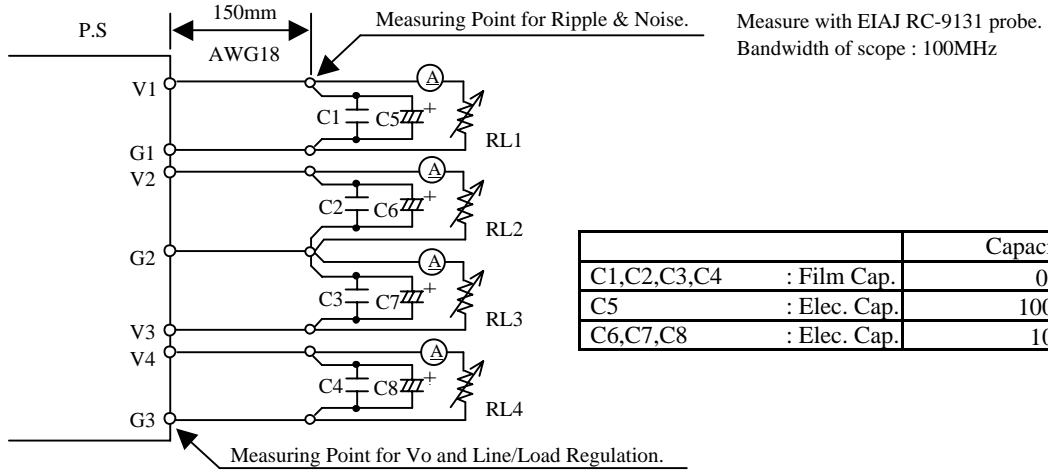 P.S
150mm
AWG18
Measuring Point for Ripple & Noise.
Measure with EIAJ RC-9131 probe.
Bandwidth of scope : 100MHz
V1
C1
C5
+
A
RL1
G1
V2
C2
C6
+
A
RL2
G2
C3
C7
+
A
RL3
V3
V4
C4
C8
+
A
RL4
G3
Measuring Point for Vo and Line/Load Regulation.
C1,C2,C3,C4 : Film Cap.
C5 : Elec. Cap.
C6,C7,C8 : Elec. Cap.